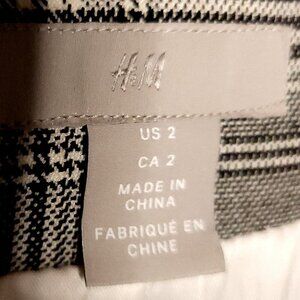 H&M
US 2
CA 2
MADE IN
CHINA
FABRIQUÉ EN
CHINE